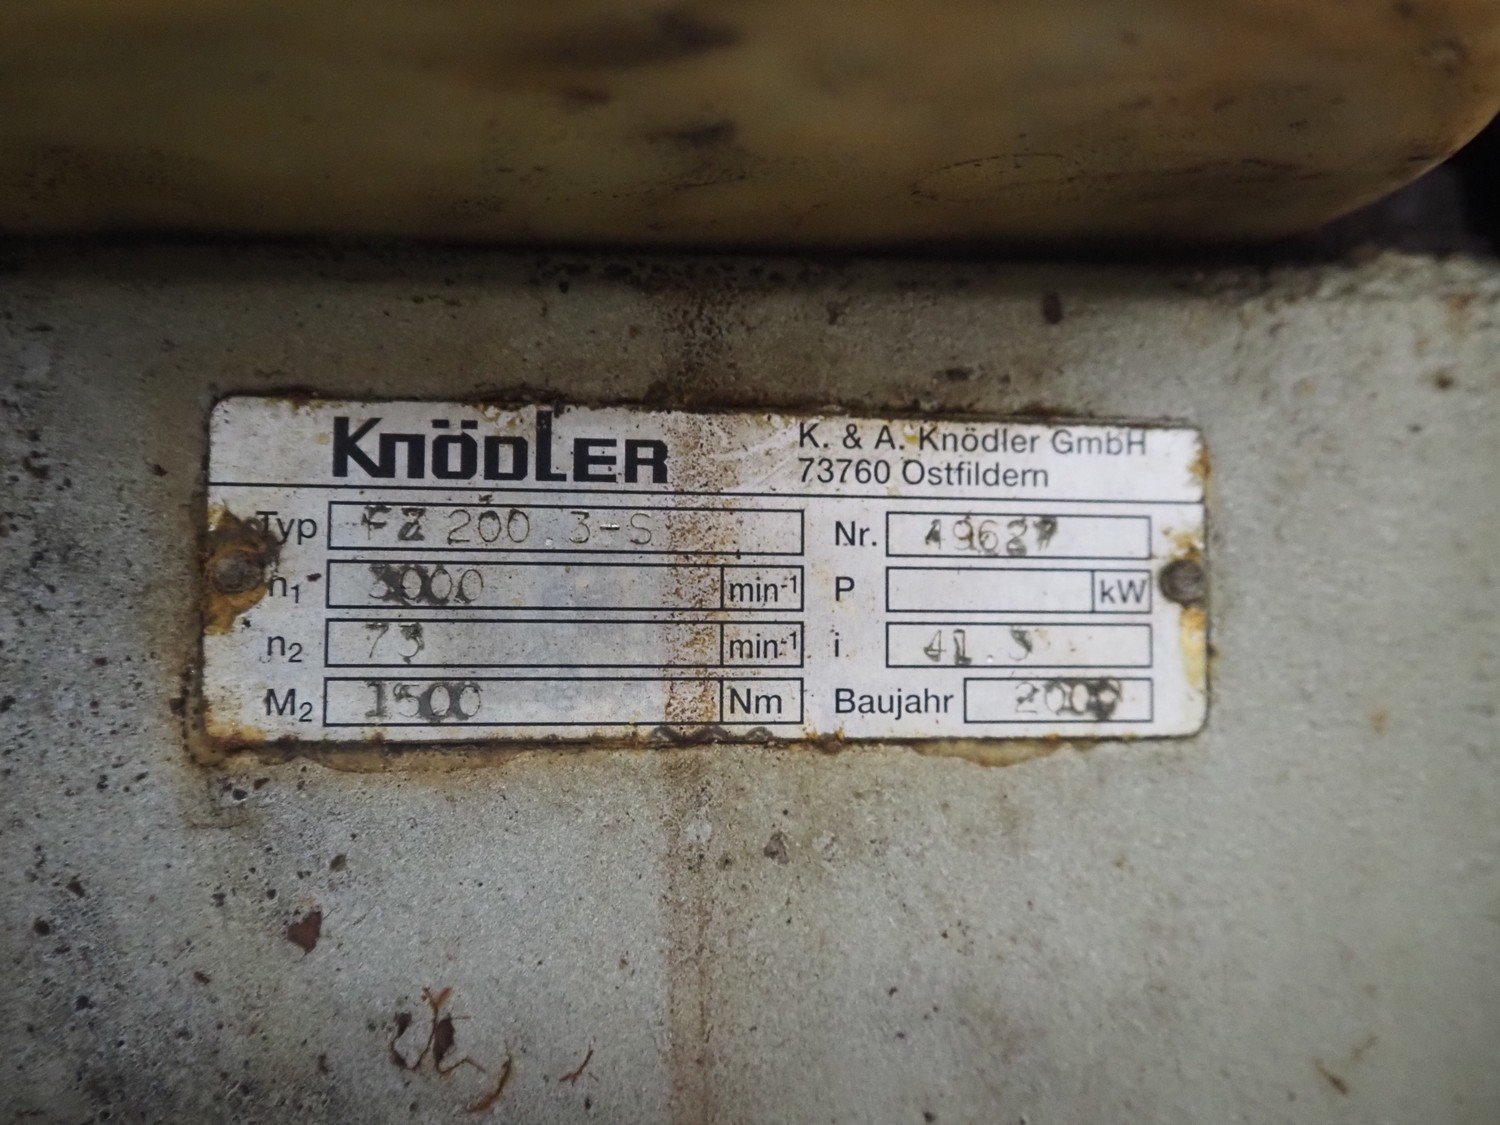 KnöDLER
K. & A. Knödler GmbH
73760 Ostfildern
Typ FZ 200.3-S Nr. 49627
n1 3000 min-1 P kW
n2 73 min-1 i 41.3
M2 1500 Nm Baujahr